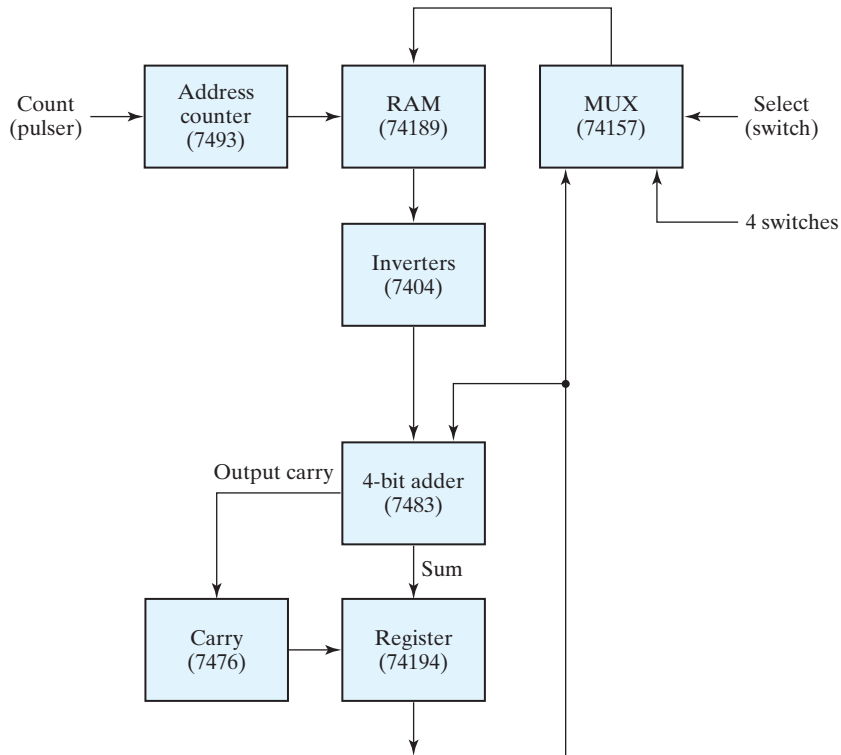 Count
(pulser)
Address
counter
(7493)
RAM
(74189)
MUX
(74157)
Select
(switch)
4 switches
Inverters
(7404)
Output carry
4-bit adder
(7483)
Sum
Carry
(7476)
Register
(74194)